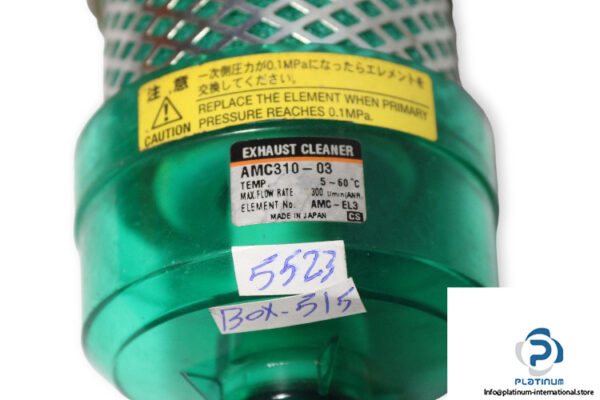 注意
一次側圧力が0.1MPaになったらエレメントを
交換してください。
CAUTION
REPLACE THE ELEMENT WHEN PRIMARY
PRESSURE REACHES 0.1MPa.
EXHAUST CLEANER
AMC310-03
TEMP. 5~60°C
MAX.FLOW RATE 300 l/min(ANR)
ELEMENT No. AMC-EL3
MADE IN JAPAN CS
5523
BOX-515
PLATINUM
http://platinum-international.store